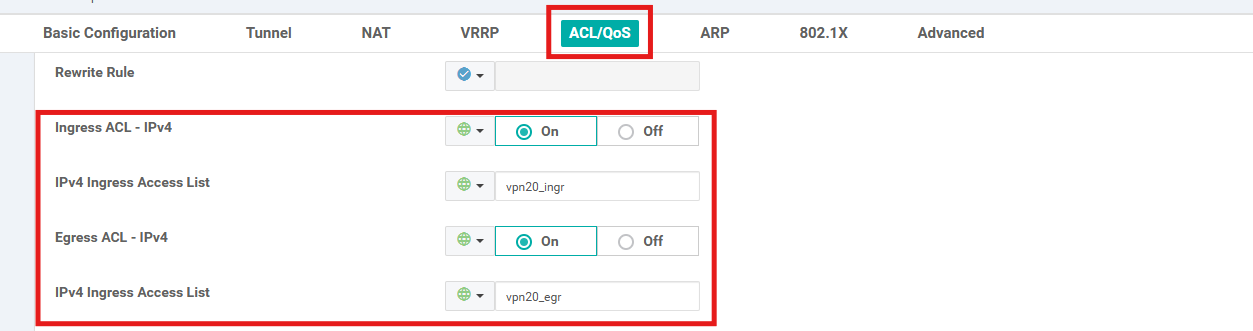 Basic Configuration Tunnel NAT VRRP ACL/QoS ARP 802.1X Advanced
Rewrite Rule
Ingress ACL - IPv4 On Off
IPv4 Ingress Access List vpn20_ingr
Egress ACL - IPv4 On Off
IPv4 Ingress Access List vpn20_egr